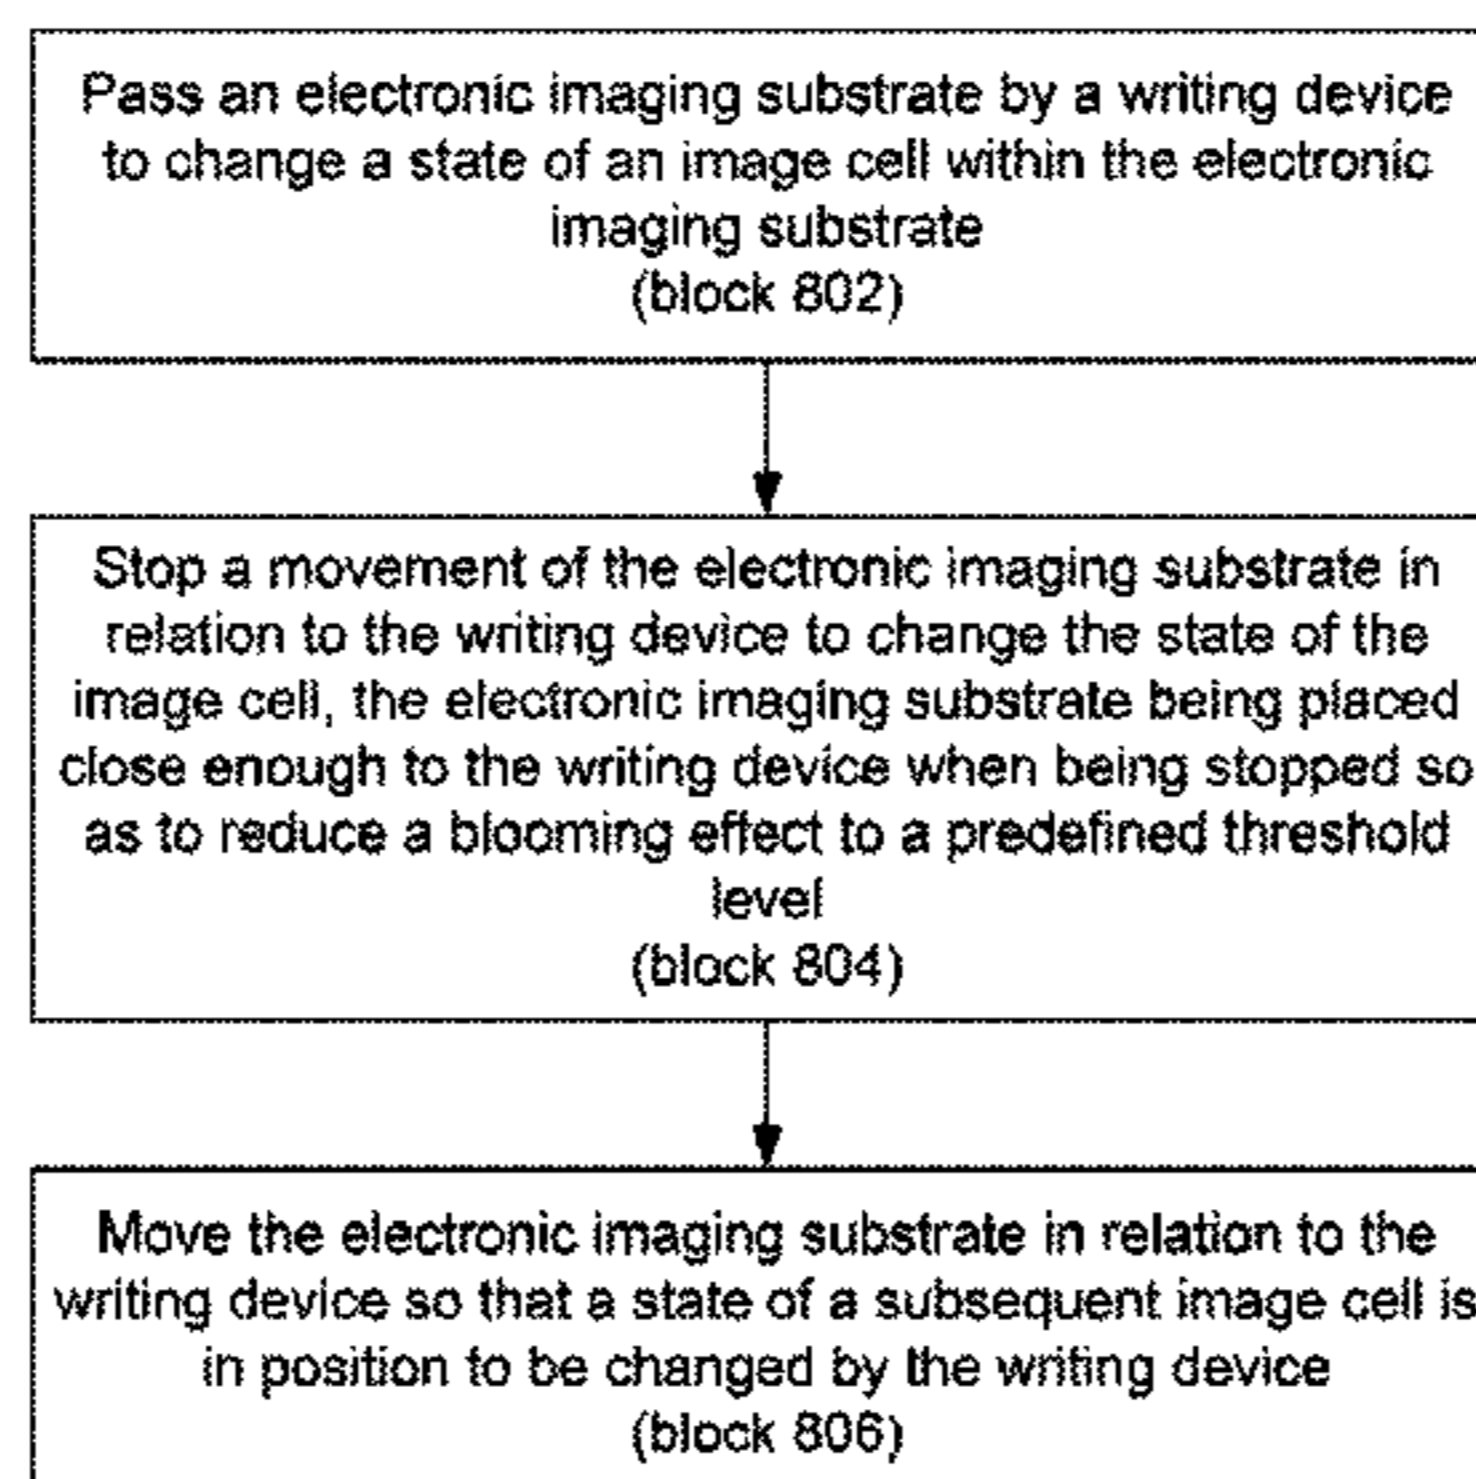 Pass an electronic imaging substrate by a writing device
to change a state of an image cell within the electronic
imaging substrate
(block 802)
Stop a movement of the electronic imaging substrate in
relation to the writing device to change the state of the
image cell, the electronic imaging substrate being placed
close enough to the writing device when being stopped so
as to reduce a blooming effect to a predefined threshold
level
(block 804)
Move the electronic imaging substrate in relation to the
writing device so that a state of a subsequent image cell is
in position to be changed by the writing device
(block 806)